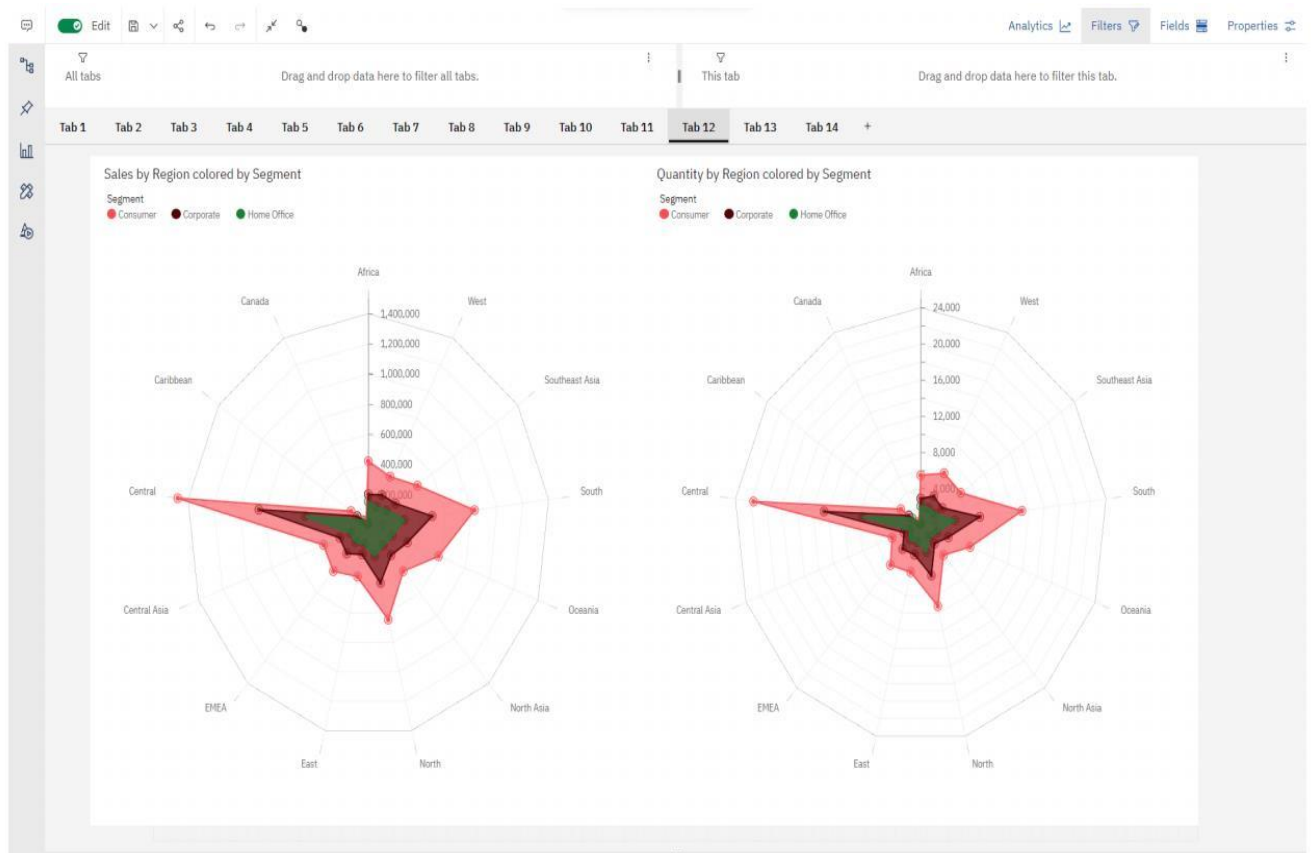 Edit
Analytics
Filters
Fields
Properties
All tabs
Drag and drop data here to filter all tabs.
This tab
Drag and drop data here to filter this tab.
Tab 1 Tab 2 Tab 3 Tab 4 Tab 5 Tab 6 Tab 7 Tab 8 Tab 9 Tab 10 Tab 11 Tab 12 Tab 13 Tab 14 +
Sales by Region colored by Segment
Segment
Consumer Corporate Home Office
Africa
West
Southeast Asia
South
Oceania
North Asia
North
East
EMEA
Central Asia
Central
Caribbean
Canada
1,400,000
1,200,000
1,000,000
800,000
600,000
400,000
Quantity by Region colored by Segment
Segment
Consumer Corporate Home Office
Africa
West
Southeast Asia
South
Oceania
North Asia
North
East
EMEA
Central Asia
Central
Caribbean
Canada
24,000
20,000
16,000
12,000
8,000
4,000